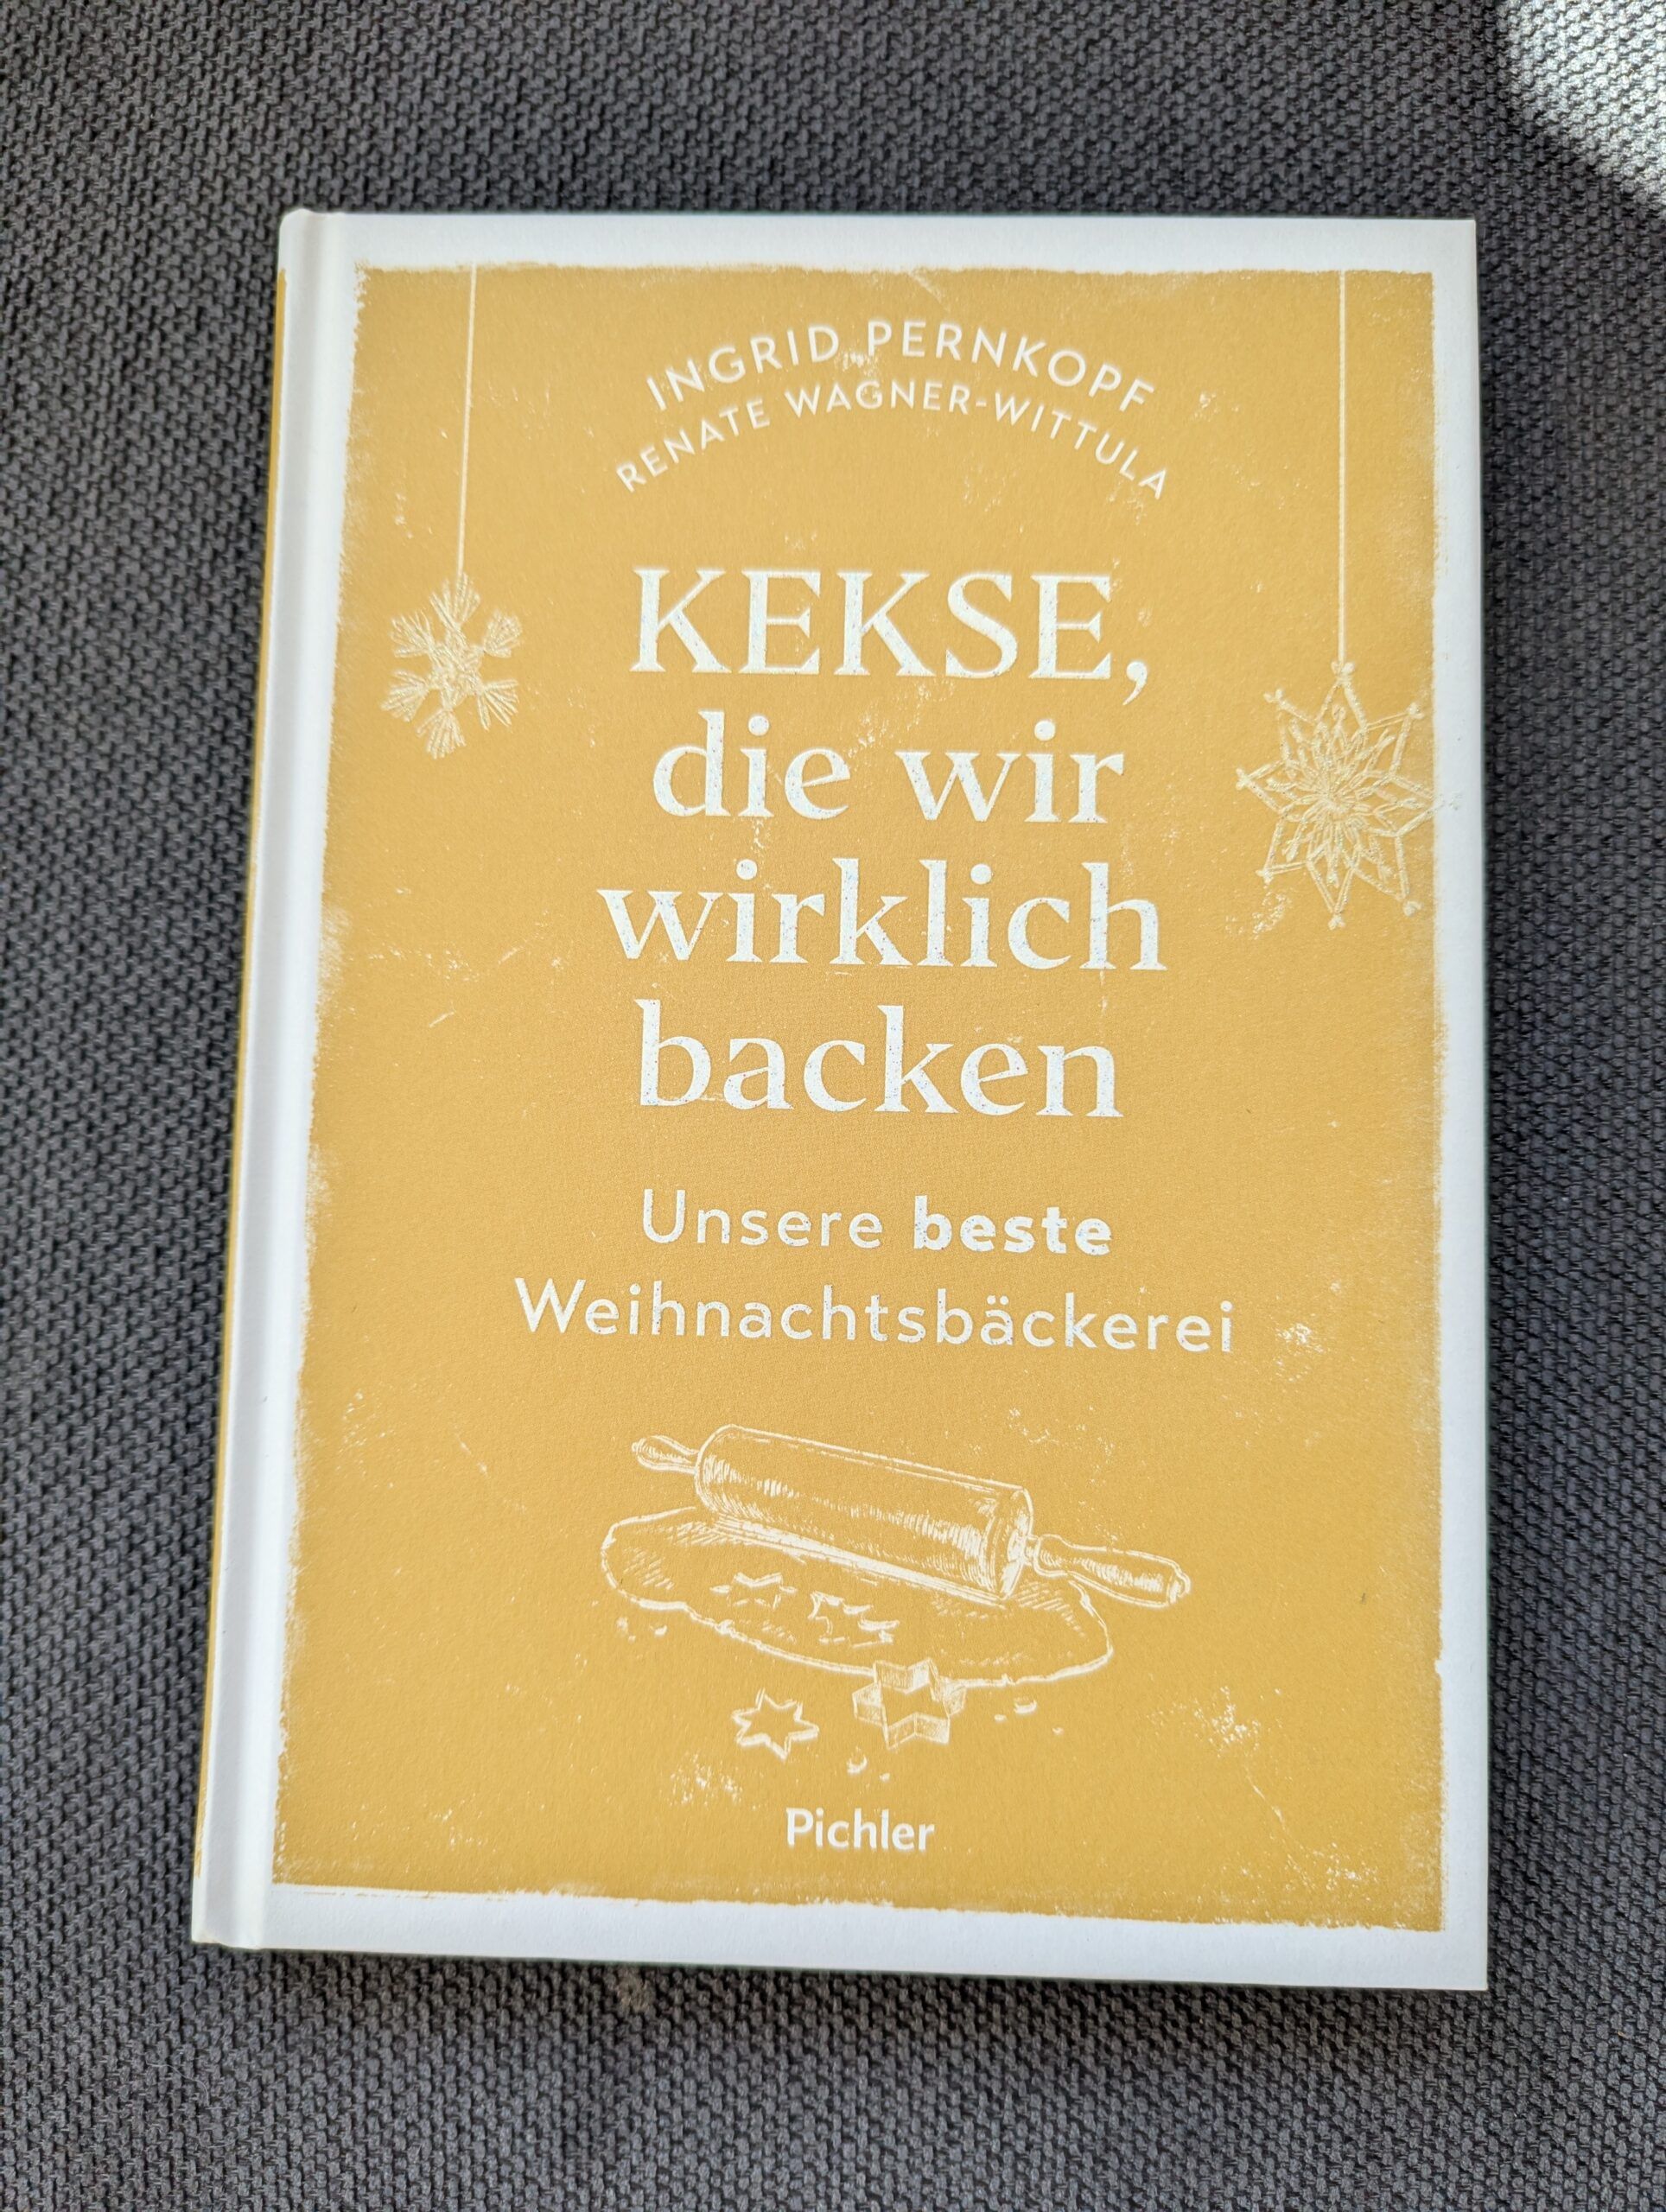 INGRID PERNKOPF
RENATE WAGNER-WITTULA
KEKSE,
die wir
wirklich
backen
Unsere beste
Weihnachtsbäckerei
Pichler